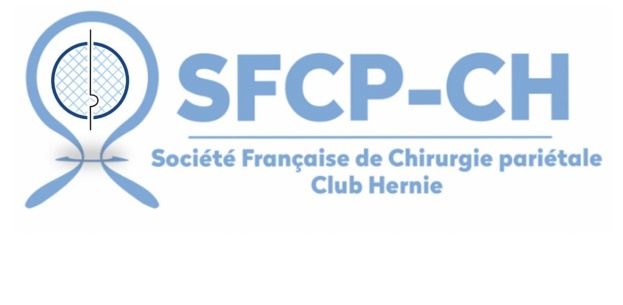 SFCP-CH
Société Française de Chirurgie pariétale
Club Hernie